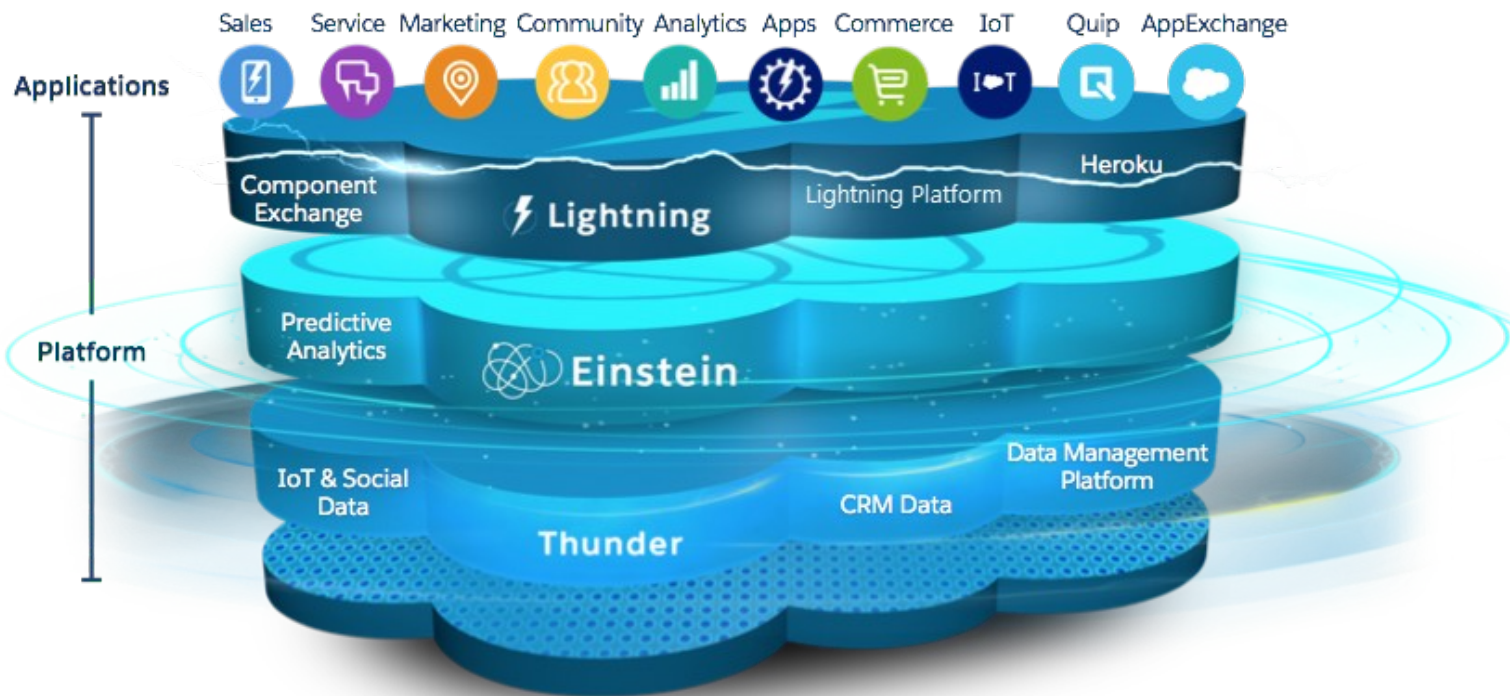 Sales Service Marketing Community Analytics Apps Commerce IoT Quip AppExchange
Applications
I T
Q
Component
Exchange
Lightning
Lightning Platform
Heroku
Platform
Predictive
Analytics
Einstein
IoT & Social
Data
Thunder
CRM Data
Data Management
Platform